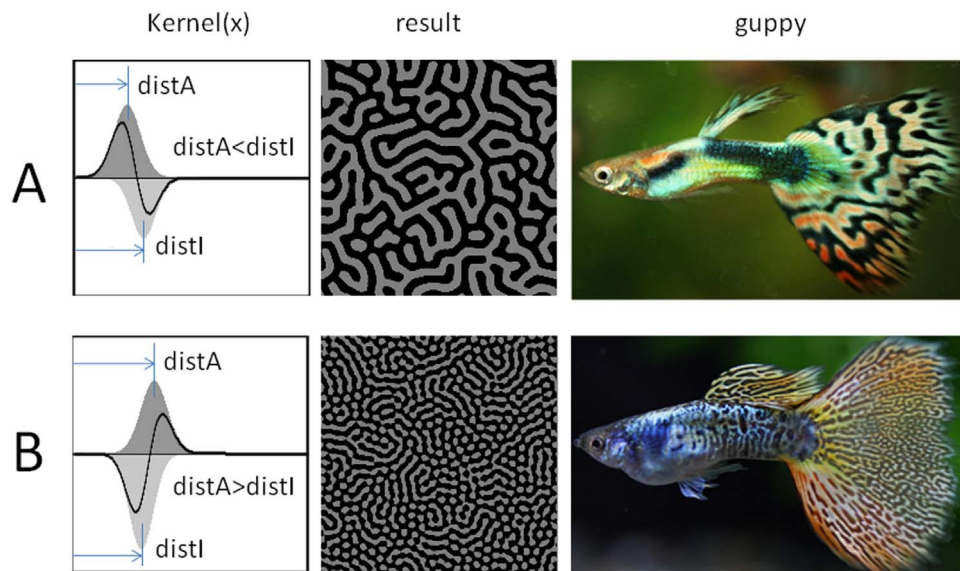 Kernel(x) result guppy
A
distA
distA<distI
distI
B
distA
distA>distI
distI